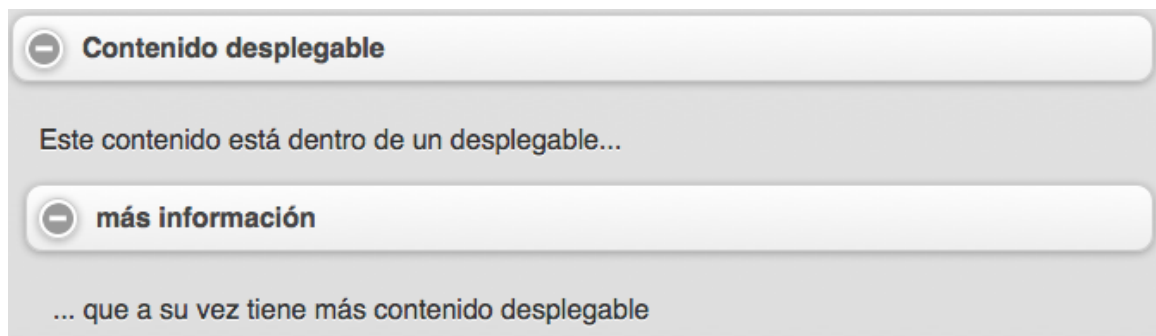 Contenido desplegable
Este contenido está dentro de un desplegable...
más información
... que a su vez tiene más contenido desplegable